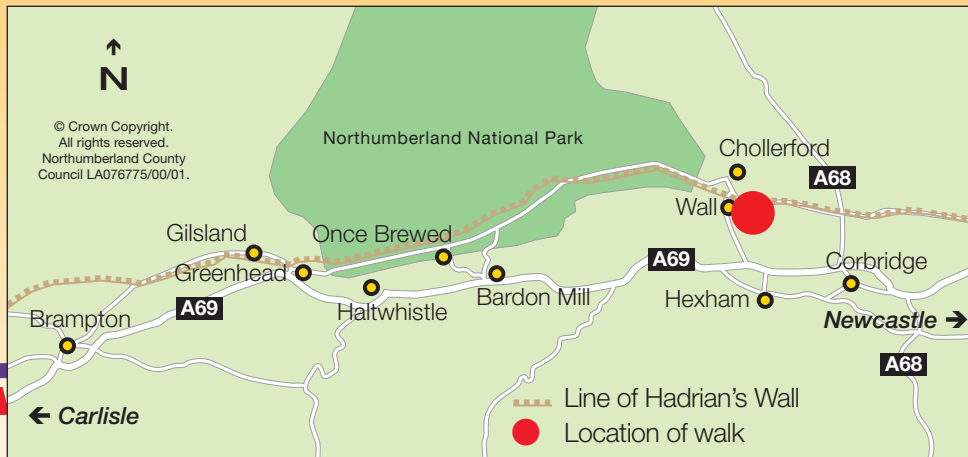 ↑
N
© Crown Copyright.
All rights reserved.
Northumberland County
Council LA076775/00/01.
Northumberland National Park
Chollerford
A68
Wall
Gilsland
Once Brewed
Greenhead
A69
Corbridge
A69
Haltwhistle
Bardon Mill
Hexham
Brampton
Newcastle →
A68
← Carlisle
Line of Hadrian's Wall
Location of walk